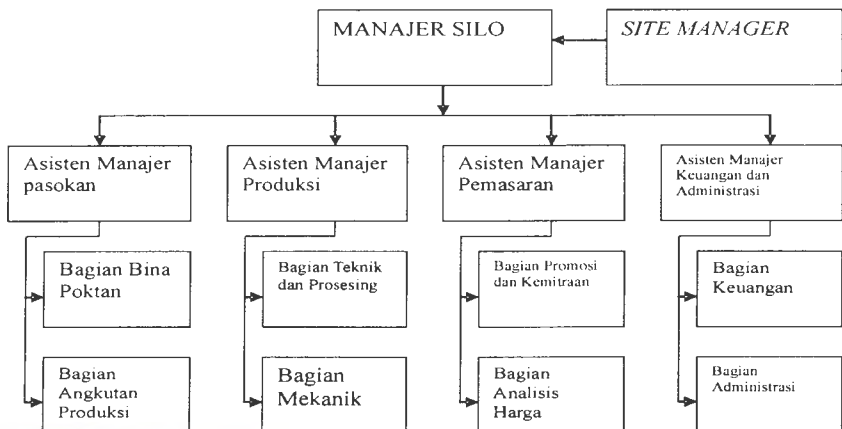 MANAJER SILO
SITE MANAGER
Asisten Manajer
pasokan
Asisten Manajer
Produksi
Asisten Manajer
Pemasaran
Asisten Manajer
Keuangan dan
Administrasi
Bagian Bina
Poktan
Bagian Teknik
dan Prosesing
Bagian Promosi
dan Kemitraan
Bagian
Keuangan
Bagian
Angkutan
Produksi
Bagian
Mekanik
Bagian
Analisis
Harga
Bagian
Administrasi